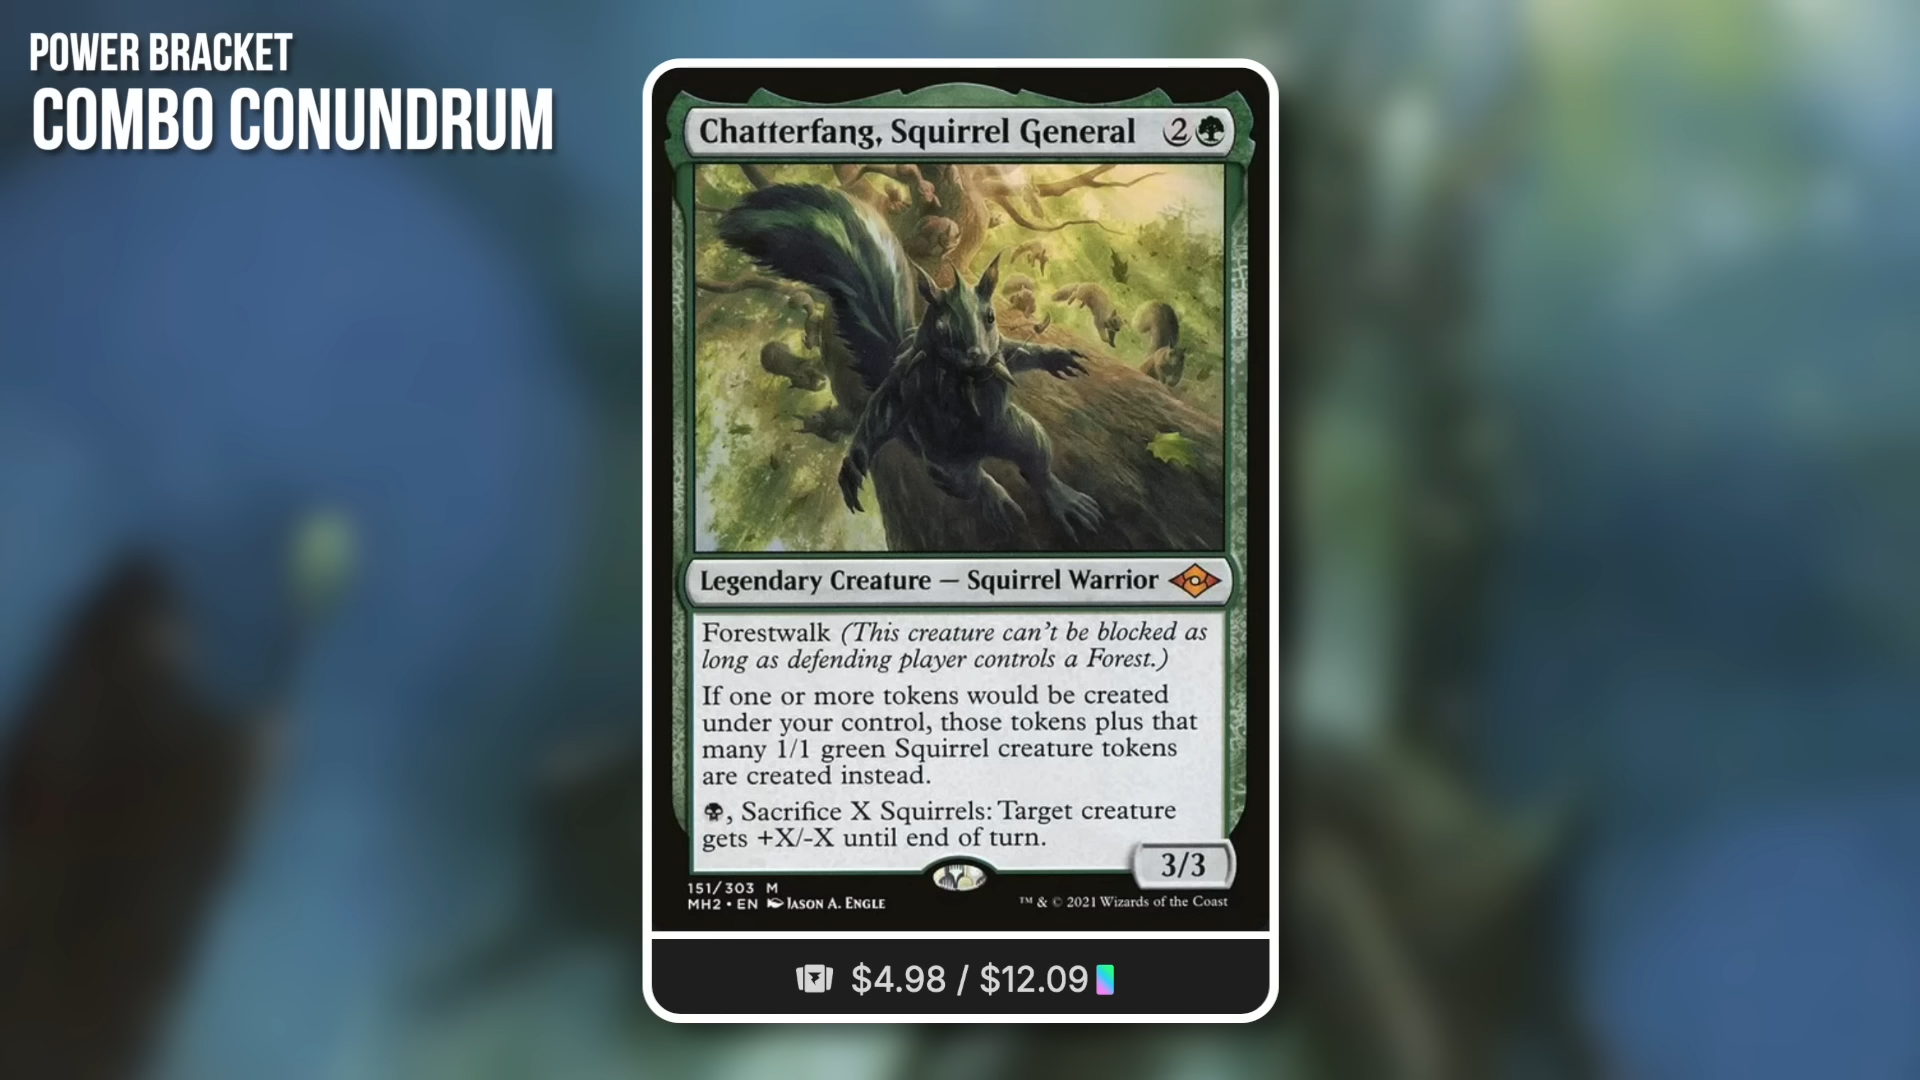 POWER BRACKET
COMBO CONUNDRUM
Chatterfang, Squirrel General 2
Legendary Creature — Squirrel Warrior
Forestwalk (This creature can't be blocked as
long as defending player controls a Forest.)
If one or more tokens would be created
under your control, those tokens plus that
many 1/1 green Squirrel creature tokens
are created instead.
, Sacrifice X Squirrels: Target creature
gets +X/-X until end of turn.
3/3
151/303 M
MH2 • EN Jason A. Engle
™ & © 2021 Wizards of the Coast
$4.98 / $12.09